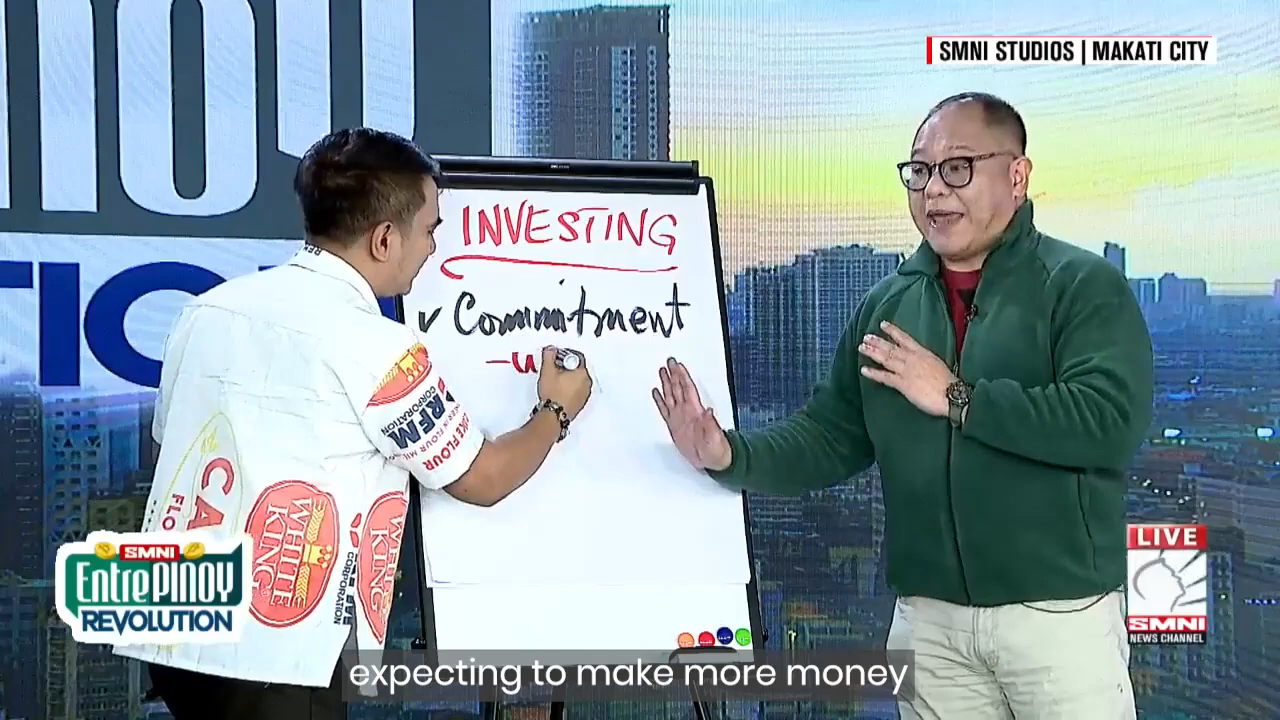 SMNI STUDIOS | MAKATI CITY
INVESTING
✓ Commitment
RFM
CORPORATION
WHITE
KING
WHITE
KING
CORPORATION
LIVE
SMNI
NEWS CHANNEL
SMNI
EntrePINOY
REVOLUTION
expecting to make more money